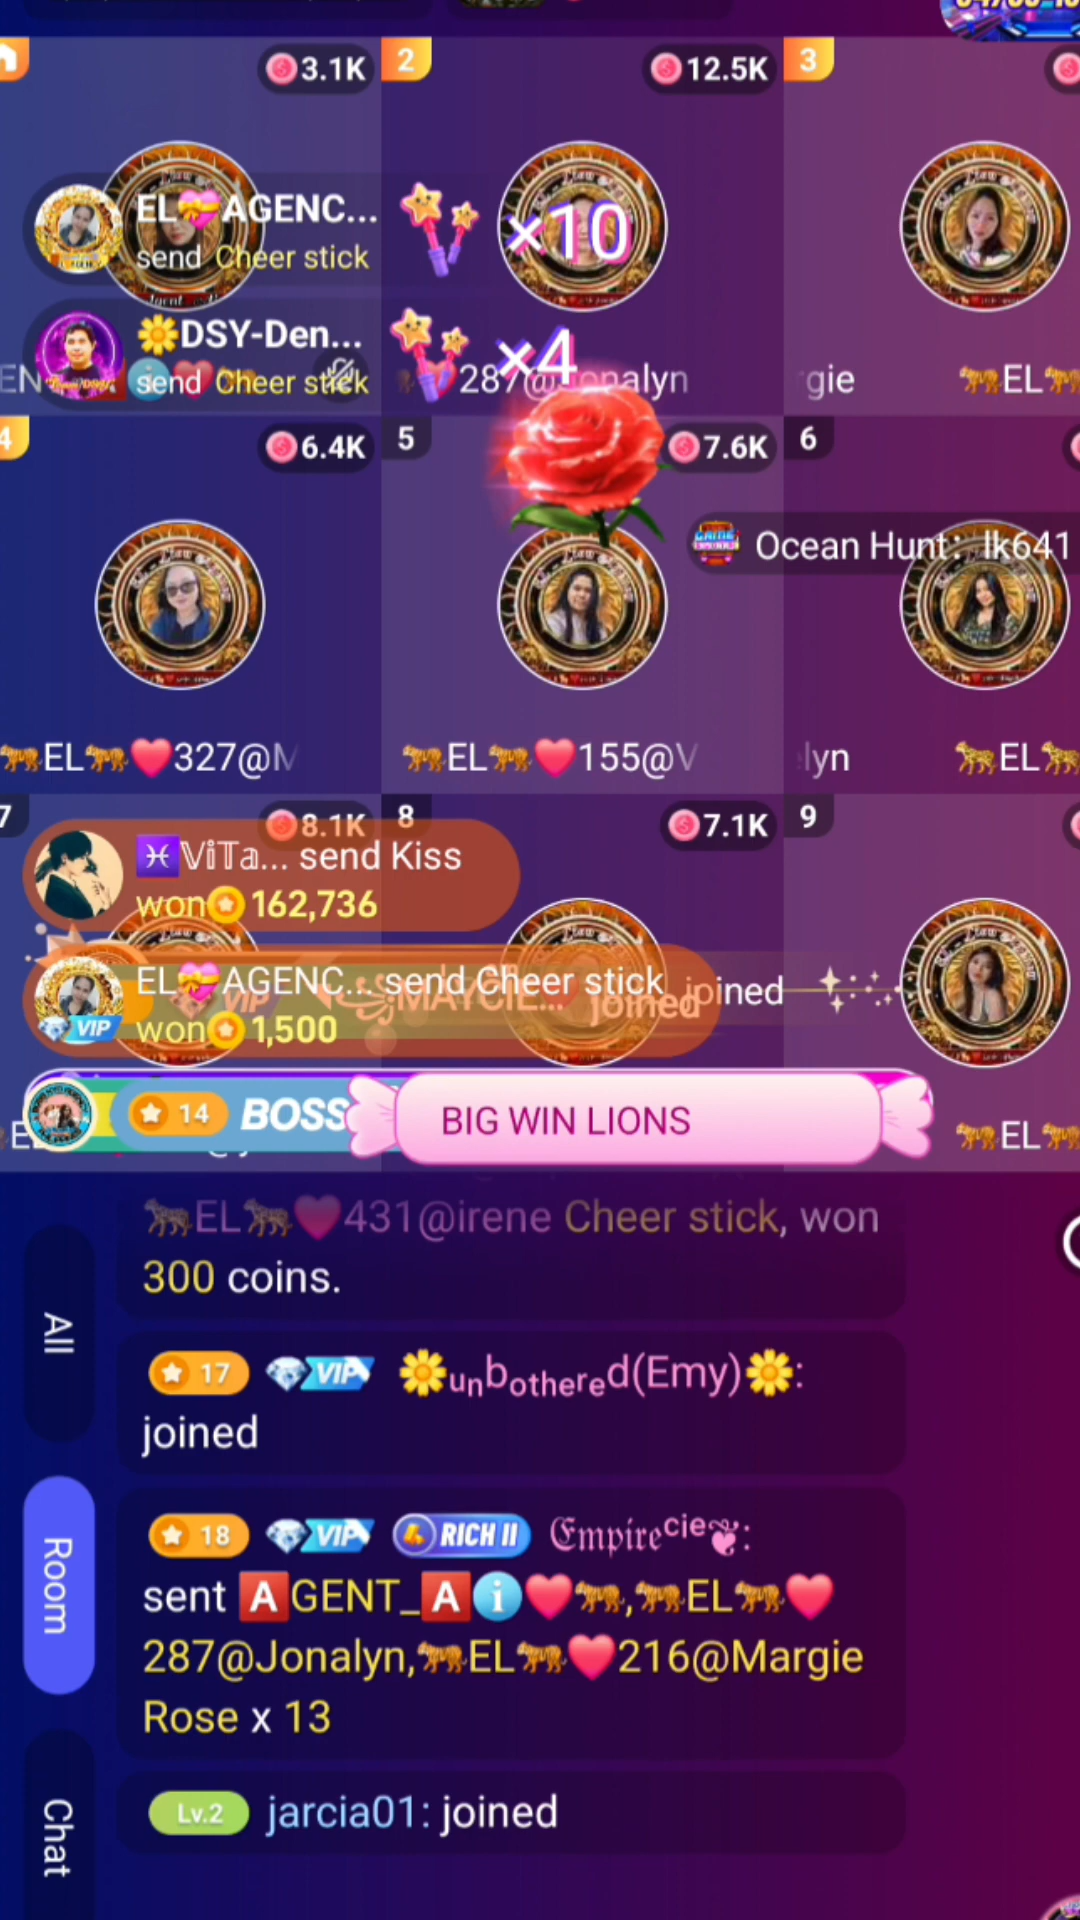 3.1K
2
12.5K
3
EL💝AGENC...
send Cheer stick
×10
🌼DSY-Den...
send Cheer stick
×4
287@Jonalyn
gie
🐅EL
4
6.4K
5
7.6K
6
Ocean Hunt: lk641
🐅EL🐅❤️327@M
🐅EL🐅❤️155@V
lyn
🐆EL🐆
7
8.1K
8
7.1K
9
♓ViTa... send Kiss
won 162,736
EL💝AGENC... send Cheer stick
won 1,500
VIP
MAYCIE... joined
joined
14 BOSS
BIG WIN LIONS
🐅EL
🐆EL🐆❤️431@irene Cheer stick, won
300 coins.
All
17 VIP 🌼unbothered(Emy)🌼:
joined
Room
18 VIP RICH II 𝔈𝔪𝔭𝔦𝔯𝔢ᶜⁱᵉ❦:
sent 🅰GENT_🅰ℹ️❤️🐅,🐅EL🐅❤️
287@Jonalyn,🐅EL🐅❤️216@Margie
Rose x 13
Chat
Lv.2 jarcia01: joined